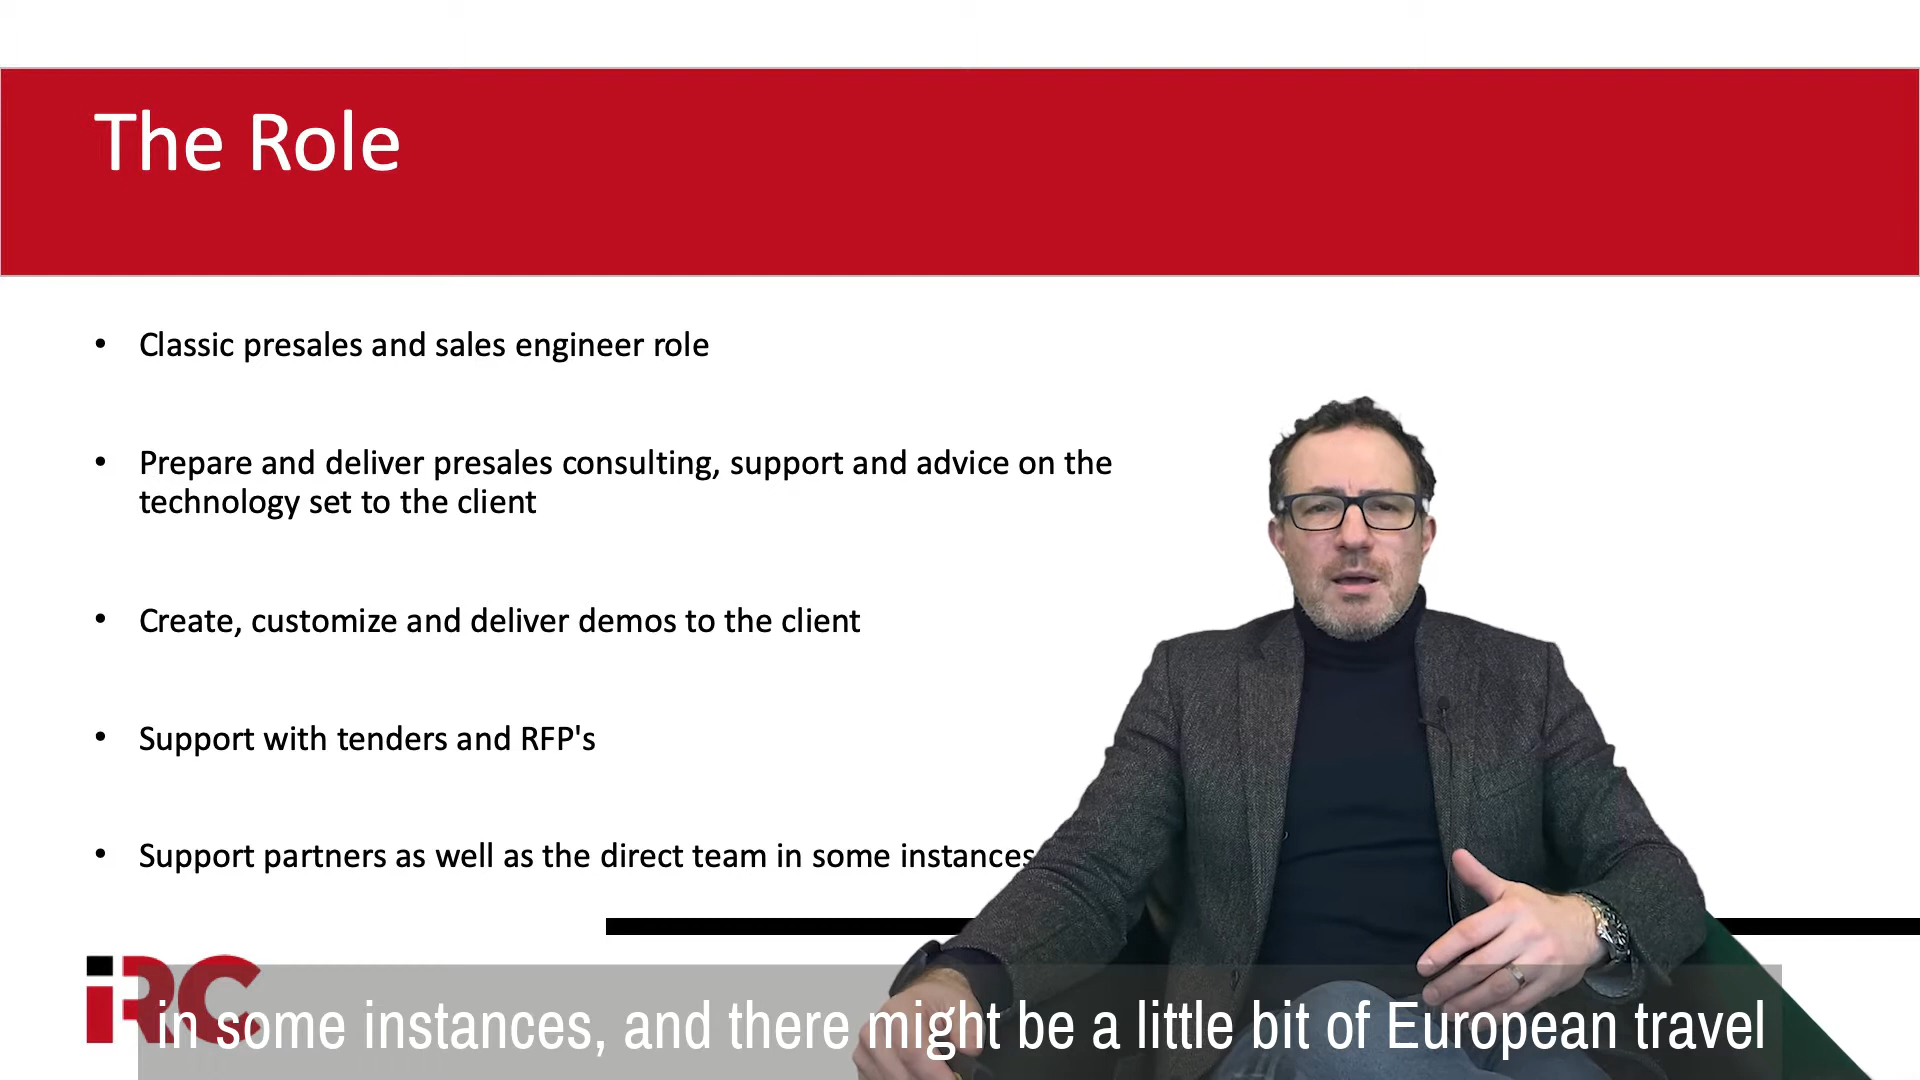 The Role
• Classic presales and sales engineer role
• Prepare and deliver presales consulting, support and advice on the
technology set to the client
• Create, customize and deliver demos to the client
• Support with tenders and RFP's
• Support partners as well as the direct team in some instances
iRC
in some instances, and there might be a little bit of European travel